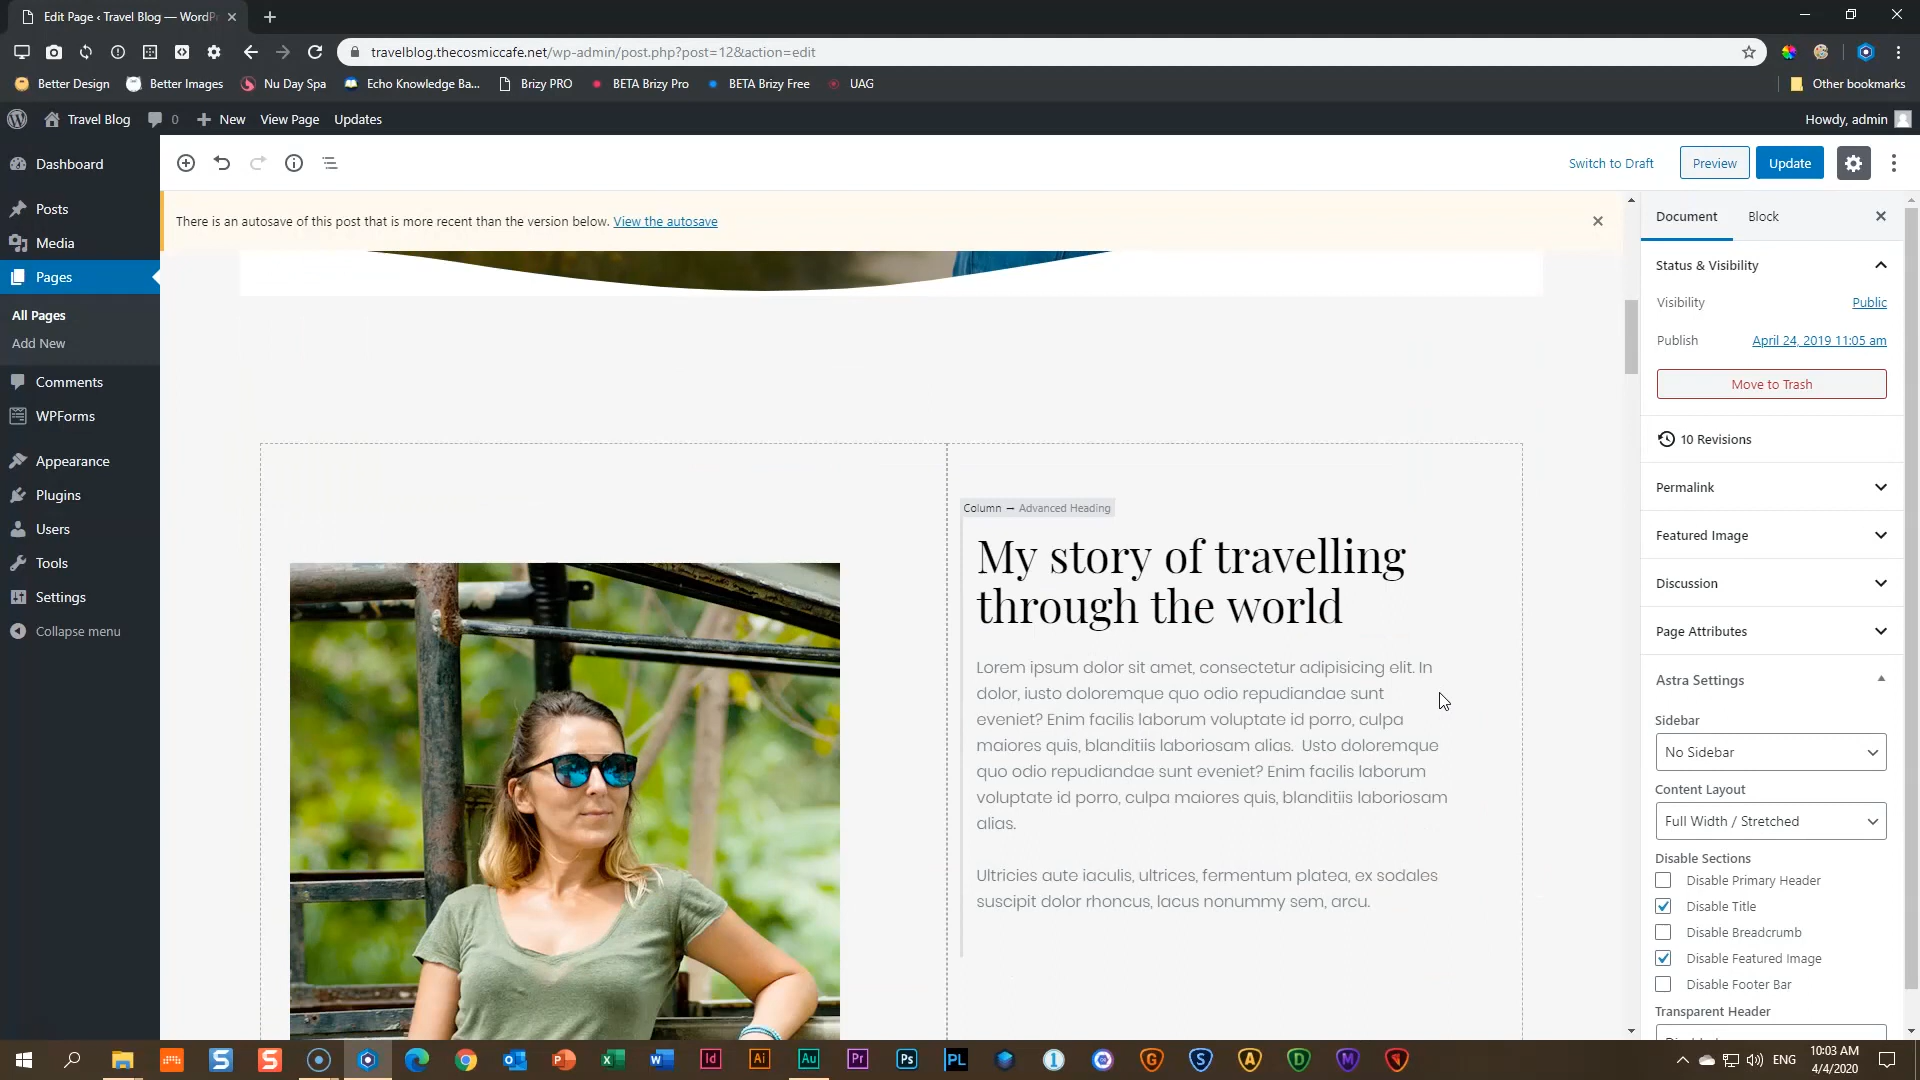 Edit Page ‹ Travel Blog — WordPr
travelblog.thecosmiccafe.net/wp-admin/post.php?post=12&action=edit
Better Design
Better Images
Nu Day Spa
Echo Knowledge Ba...
Brizy PRO
BETA Brizy Pro
BETA Brizy Free
UAG
Other bookmarks
Travel Blog
0
New
View Page
Updates
Howdy, admin
Dashboard
Posts
Media
Pages
All Pages
Add New
Comments
WPForms
Appearance
Plugins
Users
Tools
Settings
Collapse menu
Switch to Draft
Preview
Update
There is an autosave of this post that is more recent than the version below. View the autosave
Column → Advanced Heading
My story of travelling
through the world
Lorem ipsum dolor sit amet, consectetur adipisicing elit. In
dolor, iusto doloremque quo odio repudiandae sunt
eveniet? Enim facilis laborum voluptate id porro, culpa
maiores quis, blanditiis laboriosam alias. Usto doloremque
quo odio repudiandae sunt eveniet? Enim facilis laborum
voluptate id porro, culpa maiores quis, blanditiis laboriosam
alias.
Ultricies aute iaculis, ultrices, fermentum platea, ex sodales
suscipit dolor rhoncus, lacus nonummy sem, arcu.
Document
Block
Status & Visibility
Visibility
Public
Publish
April 24, 2019 11:05 am
Move to Trash
10 Revisions
Permalink
Featured Image
Discussion
Page Attributes
Astra Settings
Sidebar
No Sidebar
Content Layout
Full Width / Stretched
Disable Sections
Disable Primary Header
Disable Title
Disable Breadcrumb
Disable Featured Image
Disable Footer Bar
Transparent Header
ENG
10:03 AM
4/4/2020